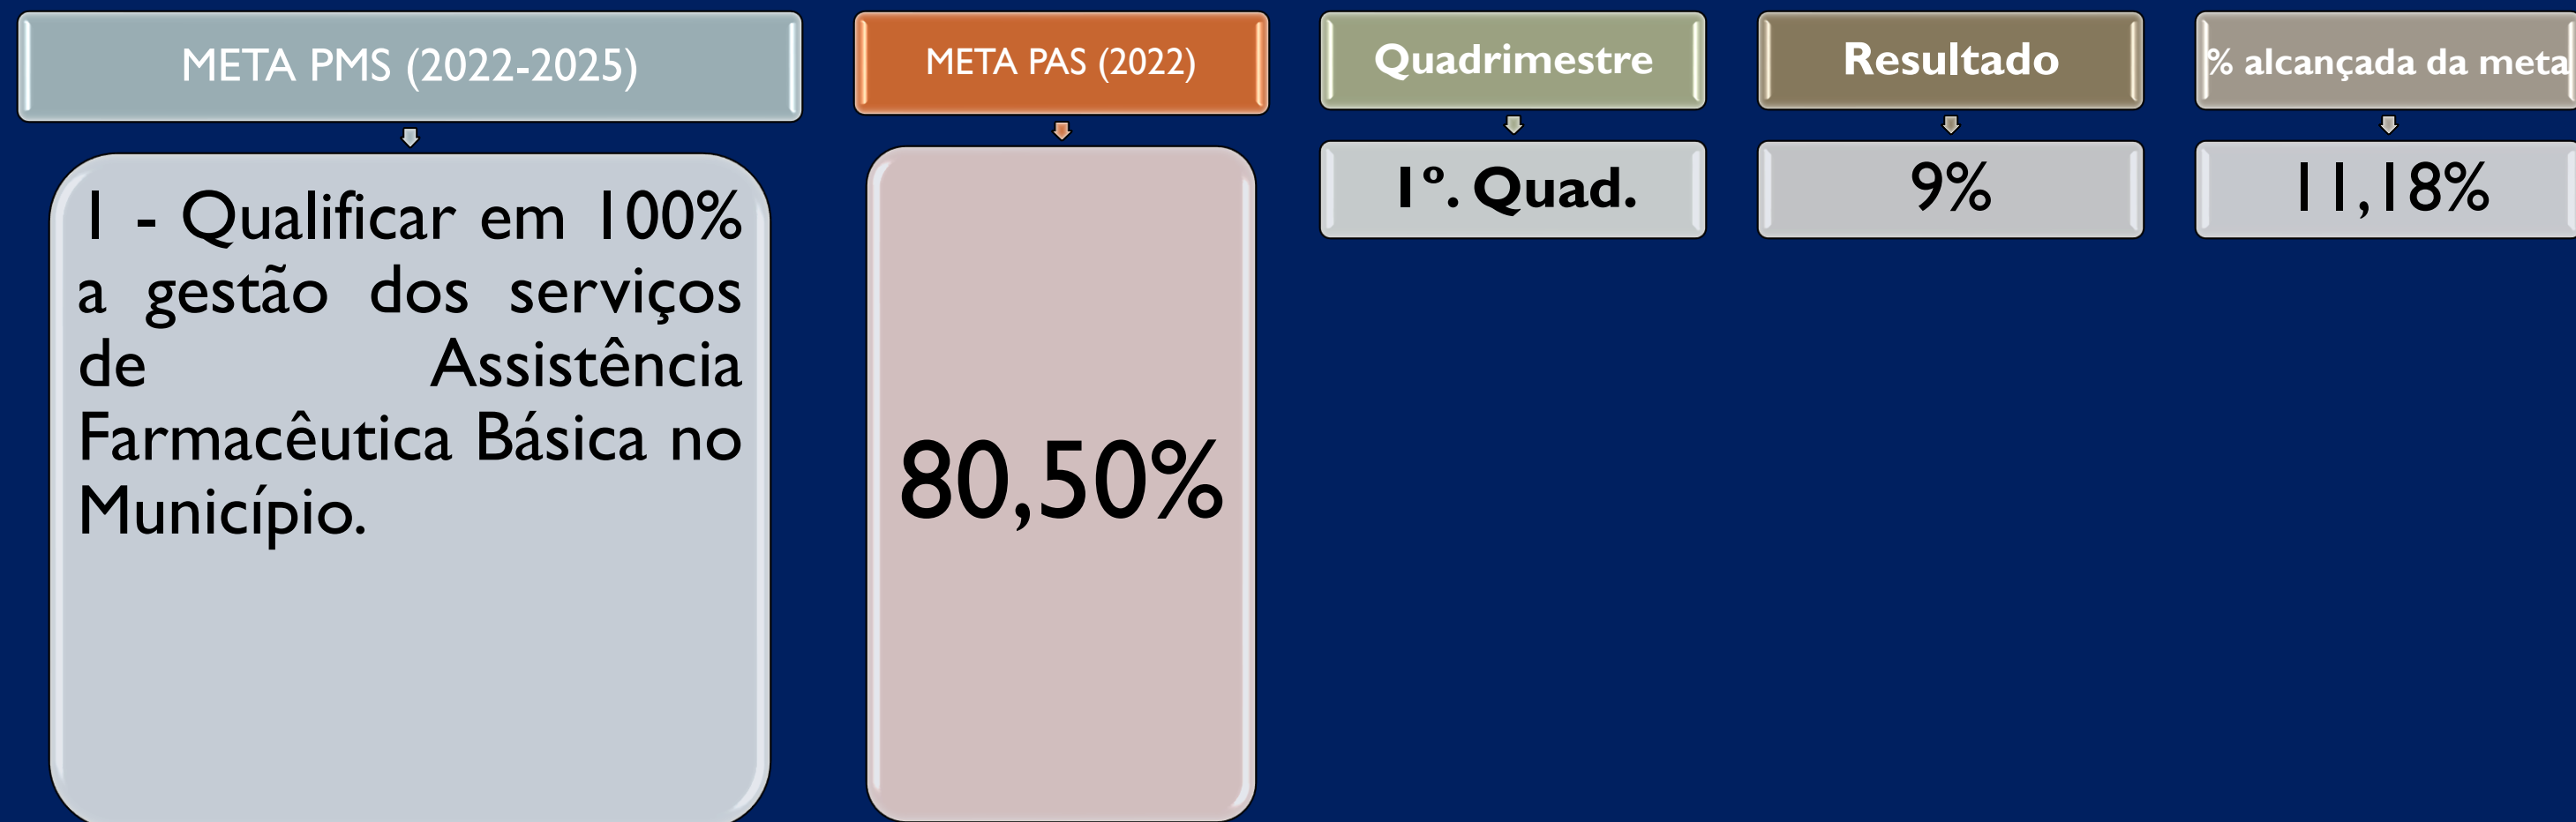 META PMS (2022-2025)
1 - Qualificar em 100%
a gestão dos serviços
de Assistência
Farmacêutica Básica no
Município.
META PAS (2022)
80,50%
Quadrimestre
1º. Quad.
Resultado
9%
% alcançada da meta
11,18%